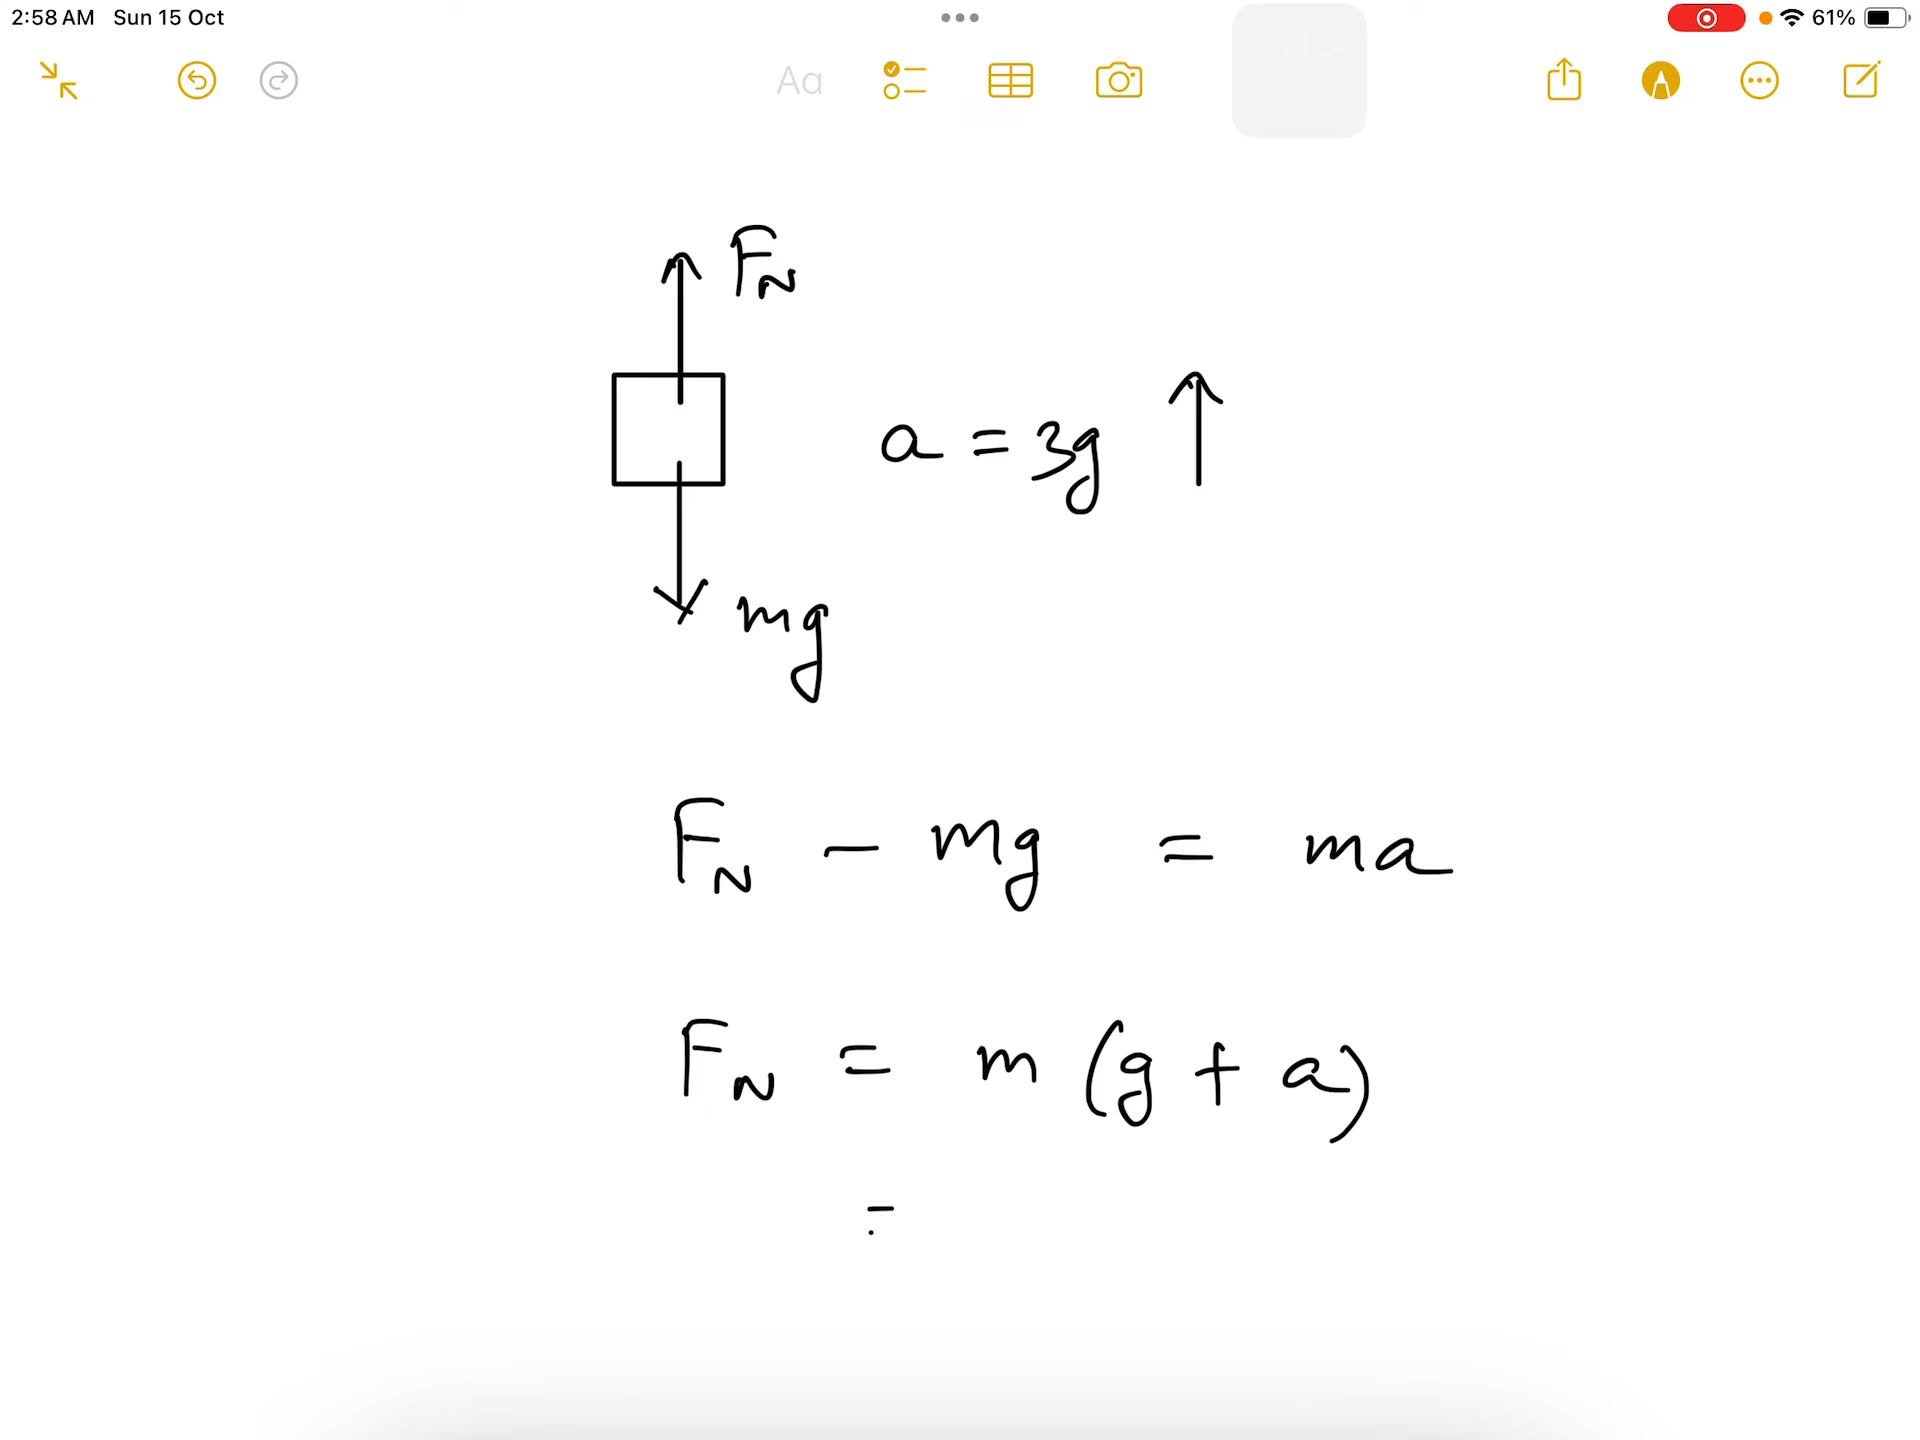 2:58 AM Sun 15 Oct
61%
Aa
F_N
a = 3g ↑
mg
F_N - mg = ma
F_N = m (g + a)
=